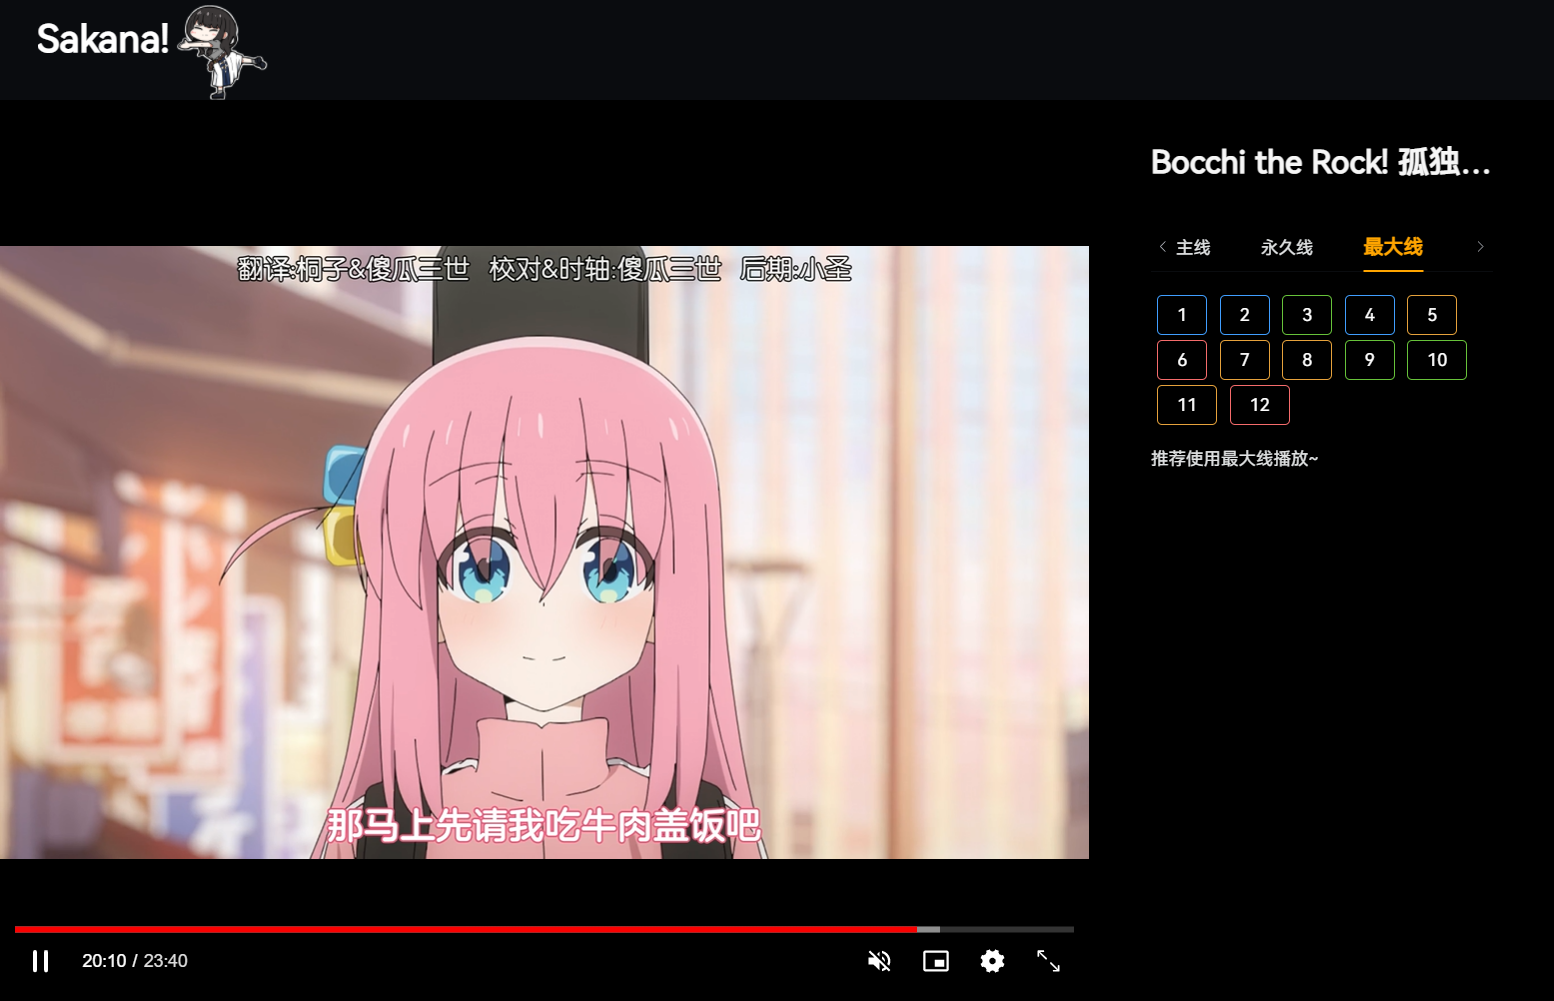 Sakana!
Bocchi the Rock! 孤独...
主线 永久线 最大线
1 2 3 4 5
6 7 8 9 10
11 12
推荐使用最大线播放~
翻译:桐子&傻瓜三世 校对&时轴:傻瓜三世 后期:小圣
那马上先请我吃牛肉盖饭吧
20:10 / 23:40